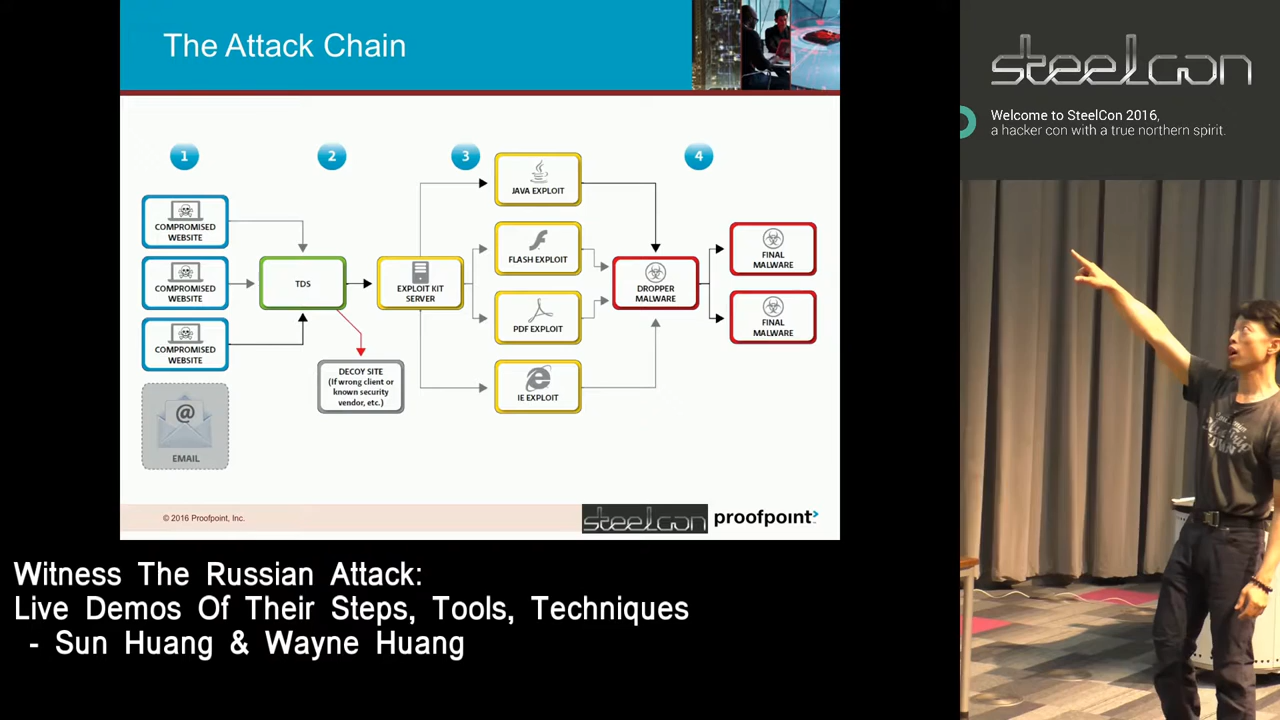 The Attack Chain
steelcon
Welcome to SteelCon 2016,
a hacker con with a true northern spirit.
1
2
3
4
COMPROMISED
WEBSITE
COMPROMISED
WEBSITE
COMPROMISED
WEBSITE
@
EMAIL
TDS
DECOY SITE
(If wrong client or
known security
vendor, etc.)
EXPLOIT KIT
SERVER
JAVA EXPLOIT
FLASH EXPLOIT
PDF EXPLOIT
IE EXPLOIT
DROPPER
MALWARE
FINAL
MALWARE
FINAL
MALWARE
© 2016 Proofpoint, Inc.
steelcon
proofpoint
Witness The Russian Attack:
Live Demos Of Their Steps, Tools, Techniques
- Sun Huang & Wayne Huang